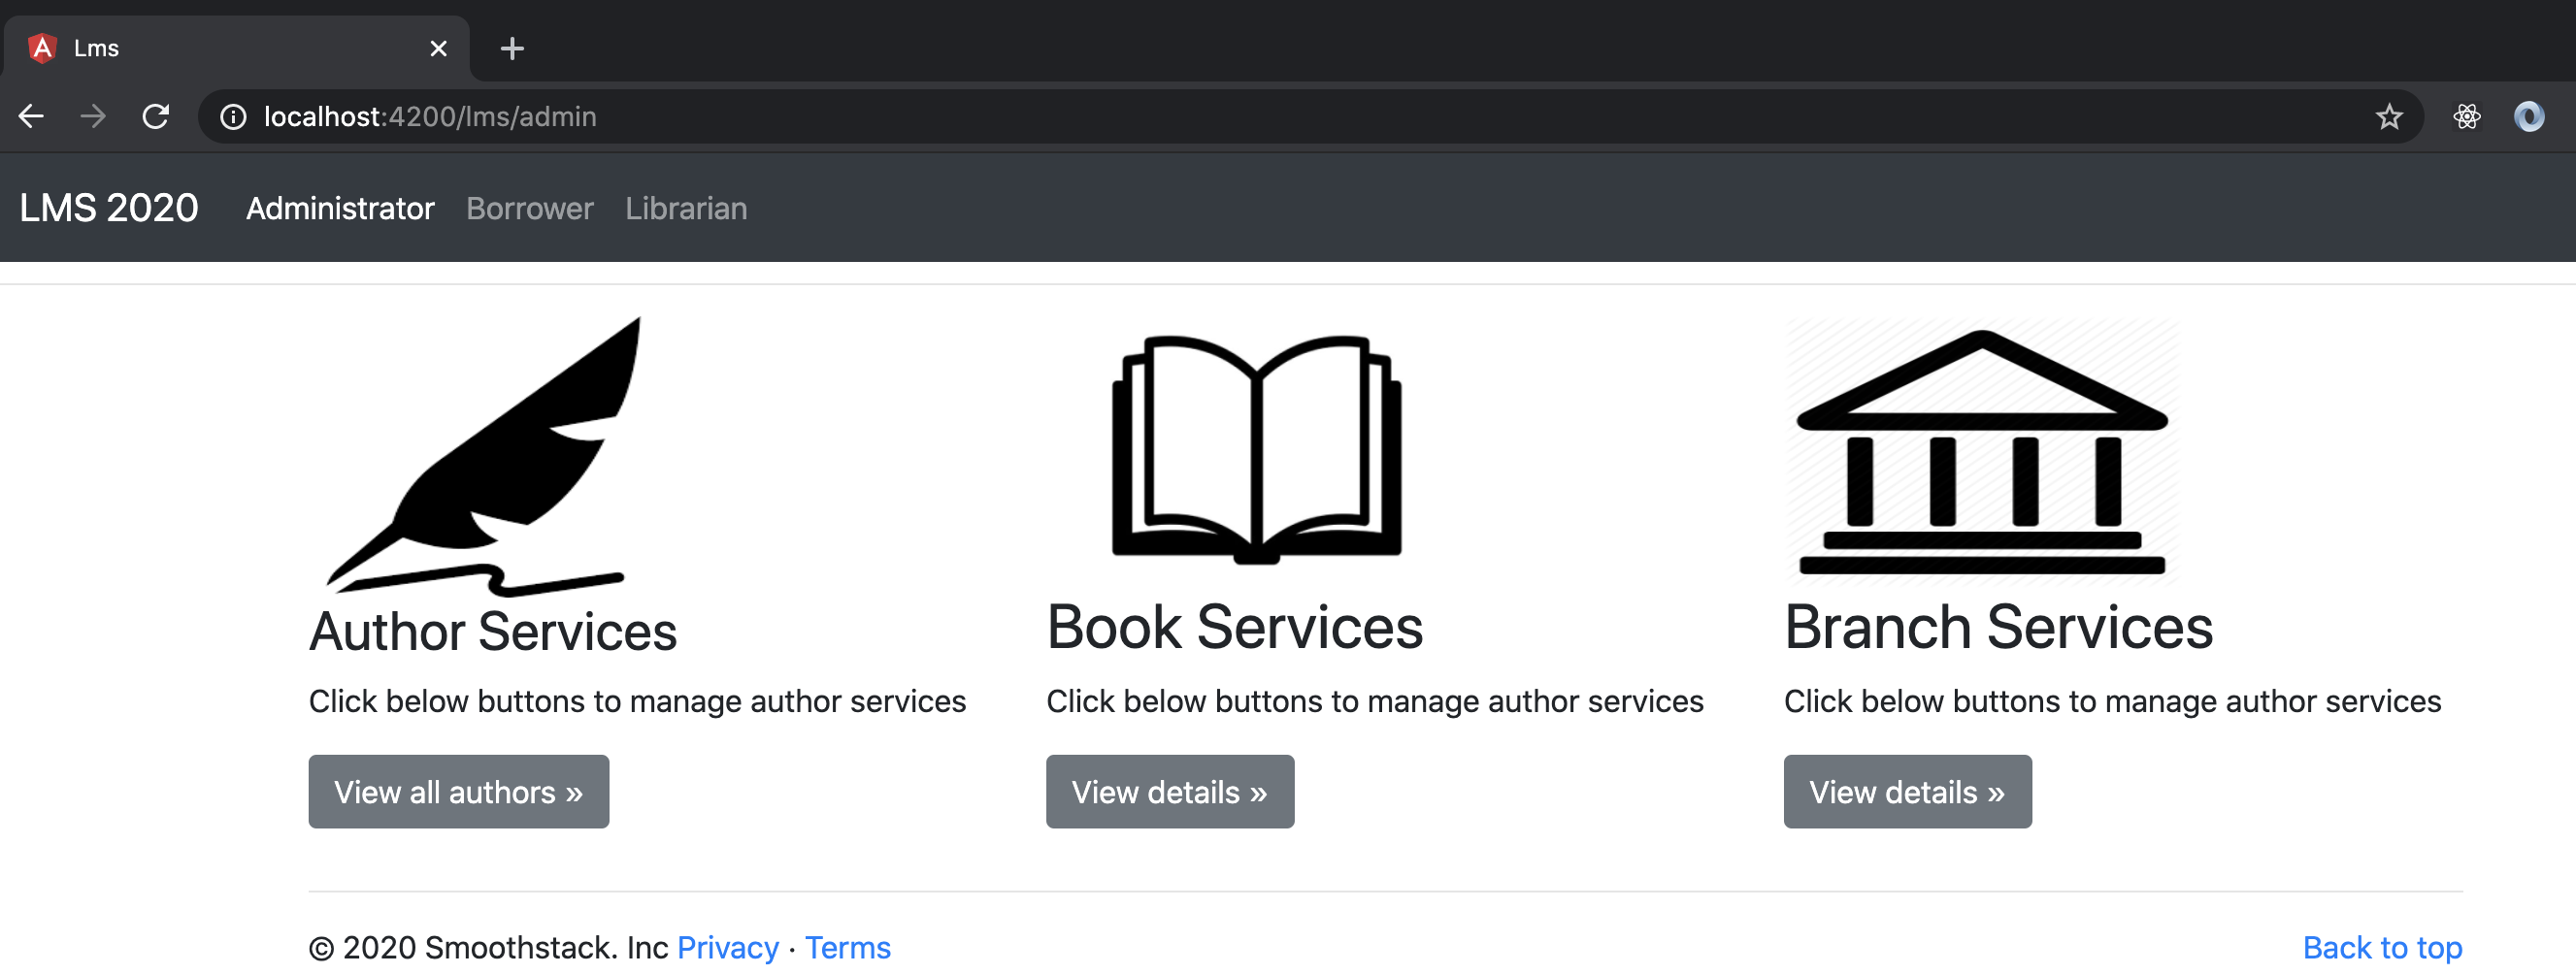 Lms
localhost:4200/lms/admin
LMS 2020 Administrator Borrower Librarian
Author Services
Click below buttons to manage author services
View all authors »
Book Services
Click below buttons to manage author services
View details »
Branch Services
Click below buttons to manage author services
View details »
© 2020 Smoothstack. Inc Privacy · Terms
Back to top